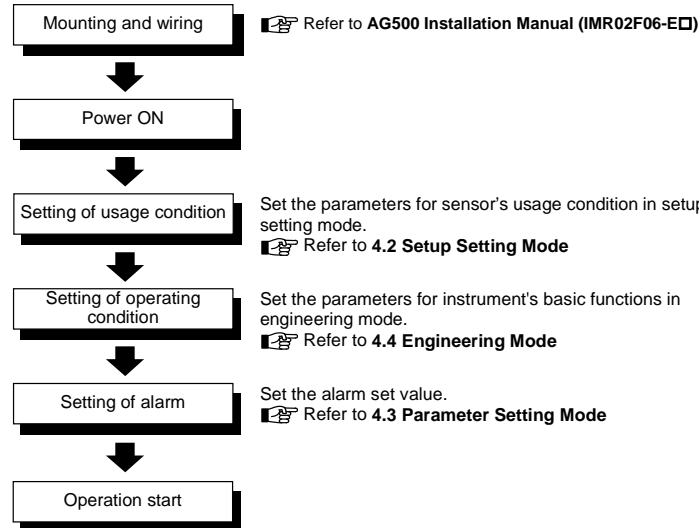 Mounting and wiring
Refer to AG500 Installation Manual (IMR02F06-E□)
Power ON
Setting of usage condition
Set the parameters for sensor's usage condition in setup
setting mode.
Refer to 4.2 Setup Setting Mode
Setting of operating
condition
Set the parameters for instrument's basic functions in
engineering mode.
Refer to 4.4 Engineering Mode
Setting of alarm
Set the alarm set value.
Refer to 4.3 Parameter Setting Mode
Operation start